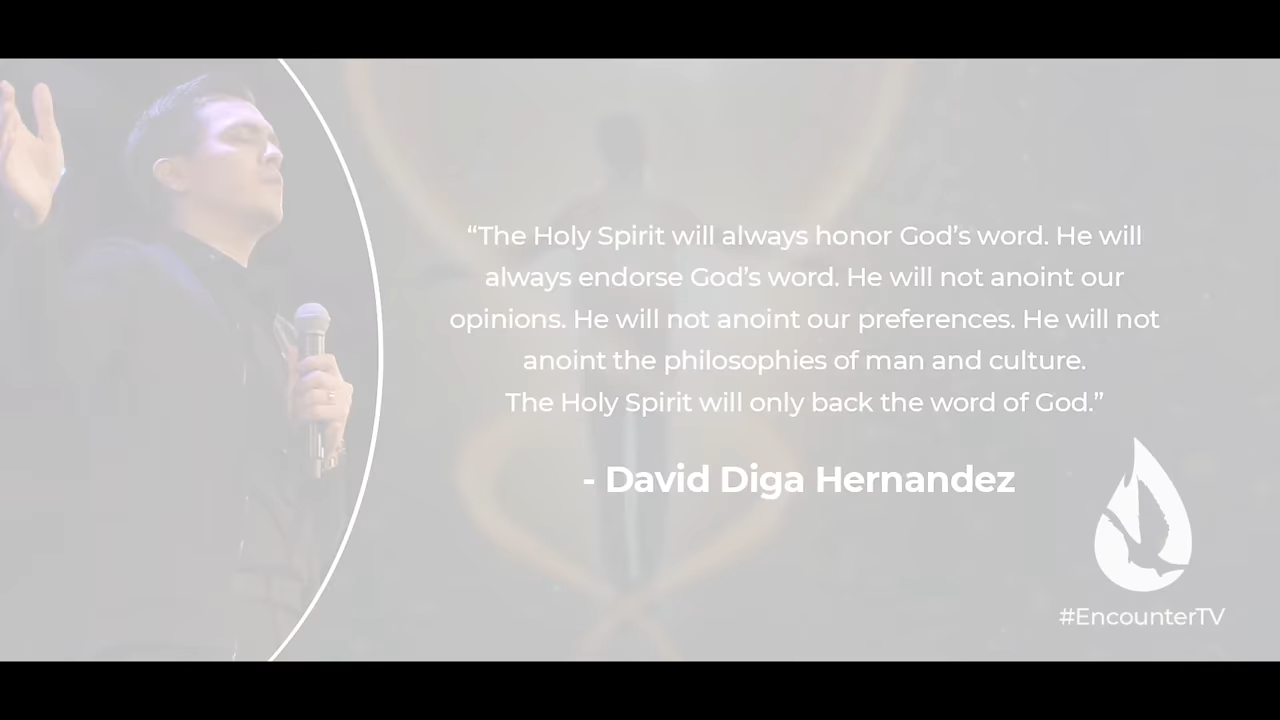 “The Holy Spirit will always honor God’s word. He will
always endorse God’s word. He will not anoint our
opinions. He will not anoint our preferences. He will not
anoint the philosophies of man and culture.
The Holy Spirit will only back the word of God.”
- David Diga Hernandez
#EncounterTV